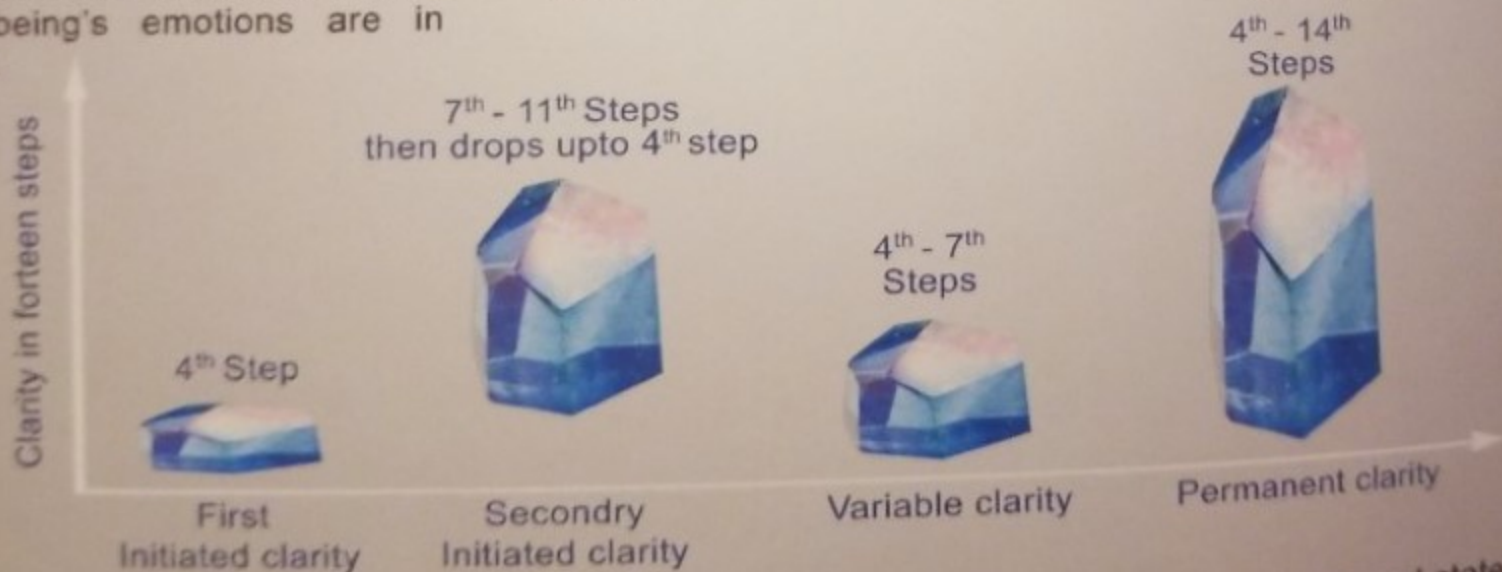 being's emotions are in
4th - 14th
Steps
7th - 11th Steps
then drops upto 4th step
4th - 7th
Steps
4th Step
Clarity in forteen steps
First
Initiated clarity
Secondry
Initiated clarity
Variable clarity
Permanent clarity